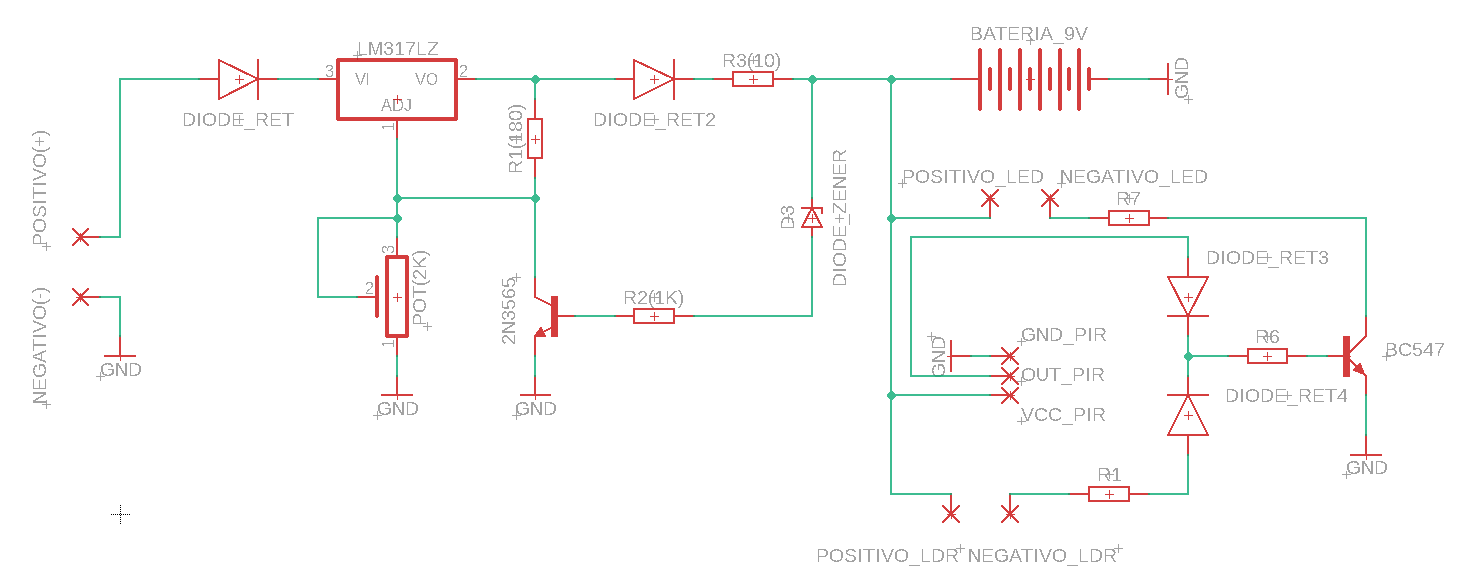 BATERIA_9V
LM317LZ
R3(10)
GND
3
VI
VO
2
ADJ
1
DIODE_RET
DIODE_RET2
R1(180)
POSITIVO(+)
D3
DIODE_ZENER
POSITIVO_LED
NEGATIVO_LED
R7
3
2
POT(2K)
1
2N3565
R2(1K)
DIODE_RET3
NEGATIVO(-)
GND
GND_PIR
OUT_PIR
VCC_PIR
R6
BC547
DIODE_RET4
GND
GND
GND
GND
R1
POSITIVO_LDR
NEGATIVO_LDR